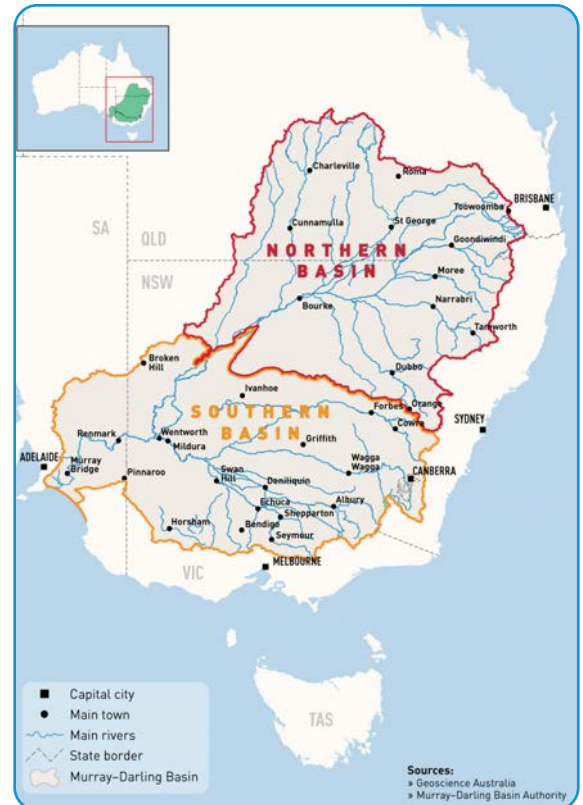 Charleville
Roma
Toowoomba
BRISBANE
SA
QLD
Cunnamulla
St George
Goondiwindi
NORTHERN
BASIN
NSW
Moree
Bourke
Narrabri
Tamworth
Broken
Hill
Dubbo
Ivanhoe
SOUTHERN
BASIN
Forbes
Orange
Cowra
SYDNEY
Renmark
Wentworth
Mildura
Griffith
ADELAIDE
Murray
Bridge
Pinnaroo
Swan
Hill
Deniliquin
Wagga
Wagga
CANBERRA
Echuca
Albury
Shepparton
Horsham
Bendigo
Seymour
VIC
MELBOURNE
TAS
Capital city
Main town
Main rivers
State border
Murray–Darling Basin
Sources:
» Geoscience Australia
» Murray–Darling Basin Authority